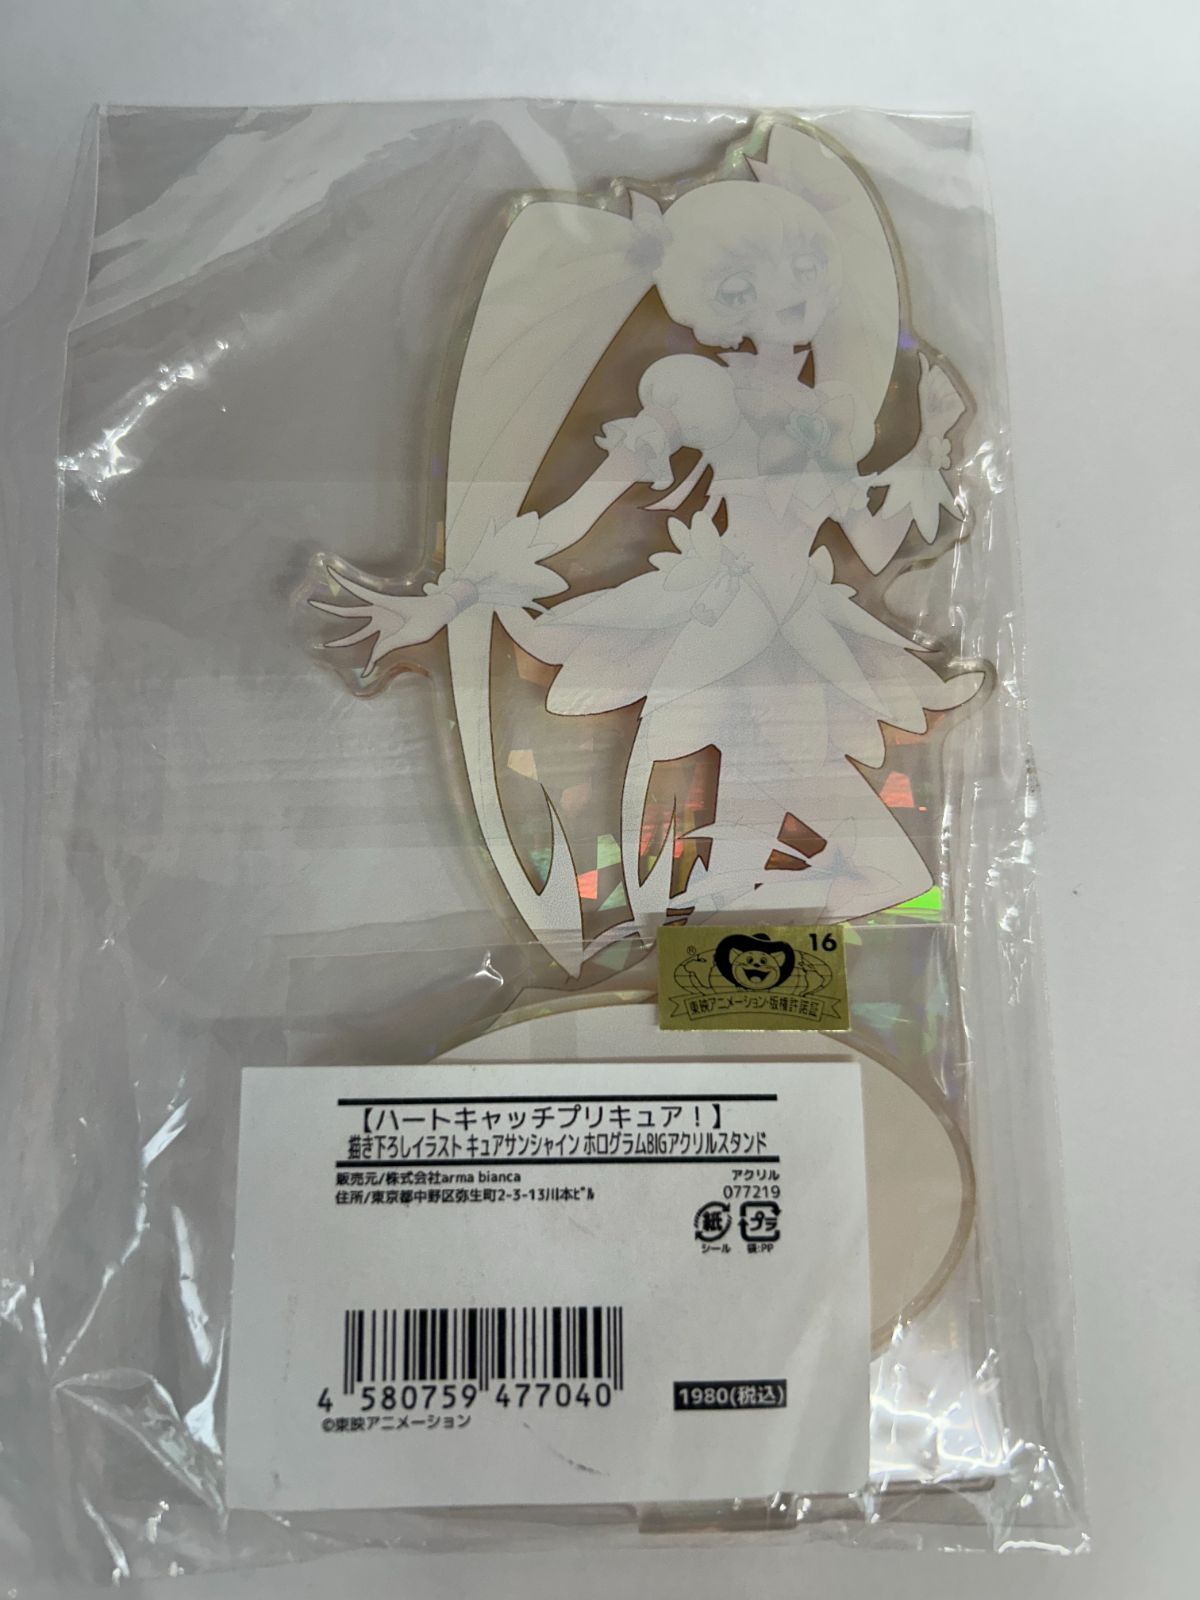 16
®
東映アニメーション・版権許諾証
【ハートキャッチプリキュア！】
描き下ろしイラスト キュアサンシャイン ホログラムBIGアクリルスタンド
販売元/株式会社arma bianca
住所/東京都中野区弥生町2-3-13川本ﾋﾞﾙ
アクリル
077219
紙 プラ
シール 袋:PP
4 580759 477040
1980(税込)
©東映アニメーション